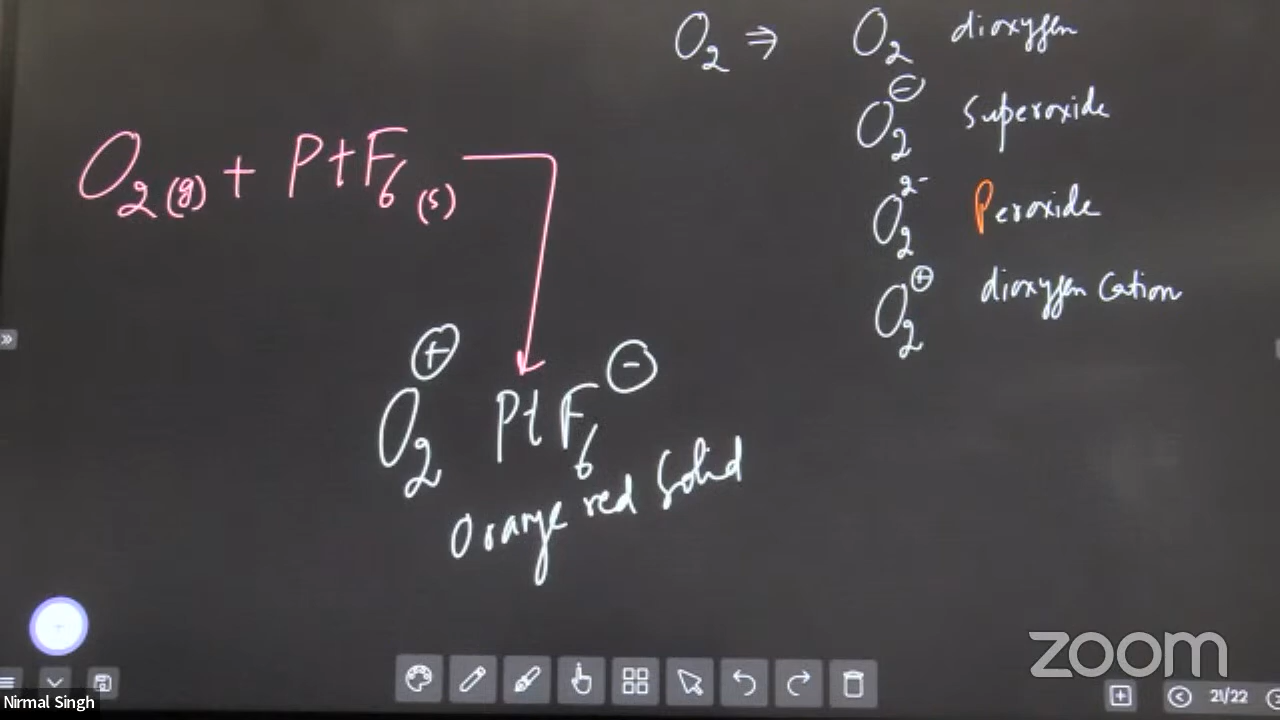 O₂ ⇒ O₂ dioxygen
O₂⊖ Superoxide
O₂²⁻ Peroxide
O₂⊕ dioxygen Cation
O₂(g) + PtF₆(s)
O₂⊕ PtF₆⊖
Orange red Solid
zoom
21/22
Nirmal Singh